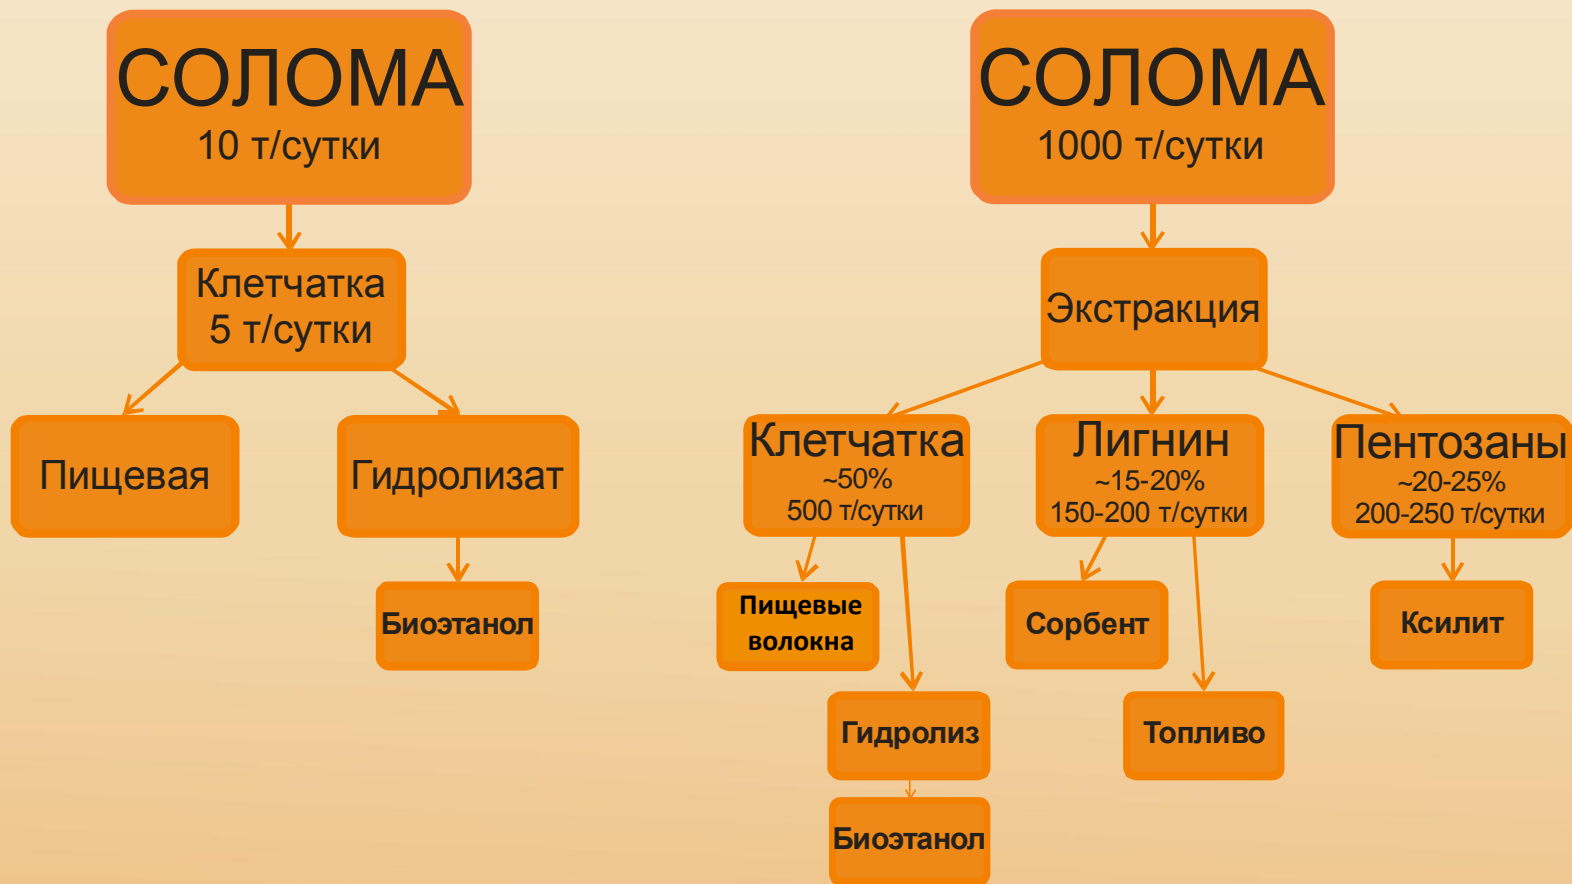 СОЛОМА
10 т/сутки
Клетчатка
5 т/сутки
Пищевая
Гидролизат
Биоэтанол
СОЛОМА
1000 т/сутки
Экстракция
Клетчатка
~50%
500 т/сутки
Лигнин
~15-20%
150-200 т/сутки
Пентозаны
~20-25%
200-250 т/сутки
Пищевые
волокна
Сорбент
Ксилит
Гидролиз
Топливо
Биоэтанол